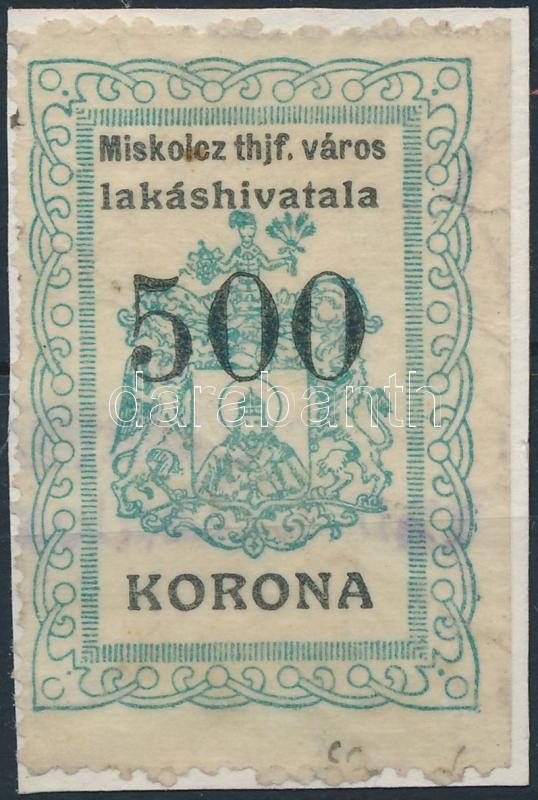 Miskolcz thjf. város
lakáshivatala
500
darabanth
KORONA